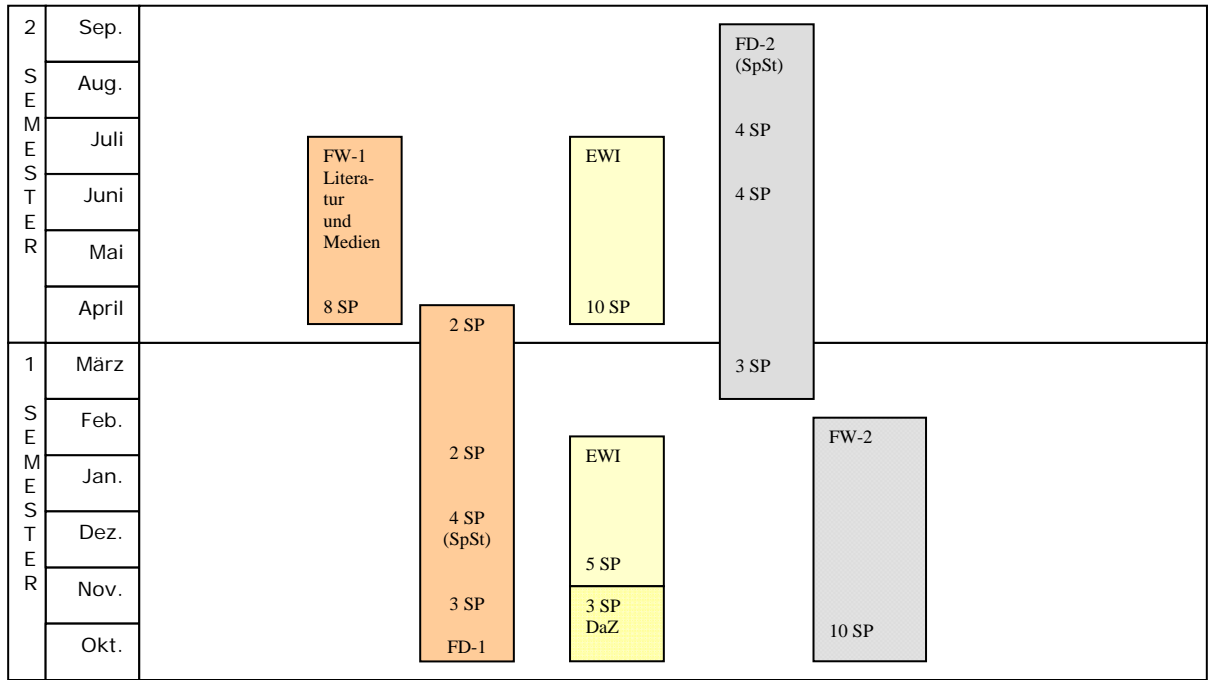 2
SEMESTER
Sep.
Aug.
Juli
Juni
Mai
April
FW-1
Litera-
tur
und
Medien
8 SP
EWI
10 SP
FD-2
(SpSt)
4 SP
4 SP
3 SP
1
SEMESTER
März
Feb.
Jan.
Dez.
Nov.
Okt.
2 SP
2 SP
4 SP
(SpSt)
3 SP
FD-1
EWI
5 SP
3 SP
DaZ
FW-2
10 SP